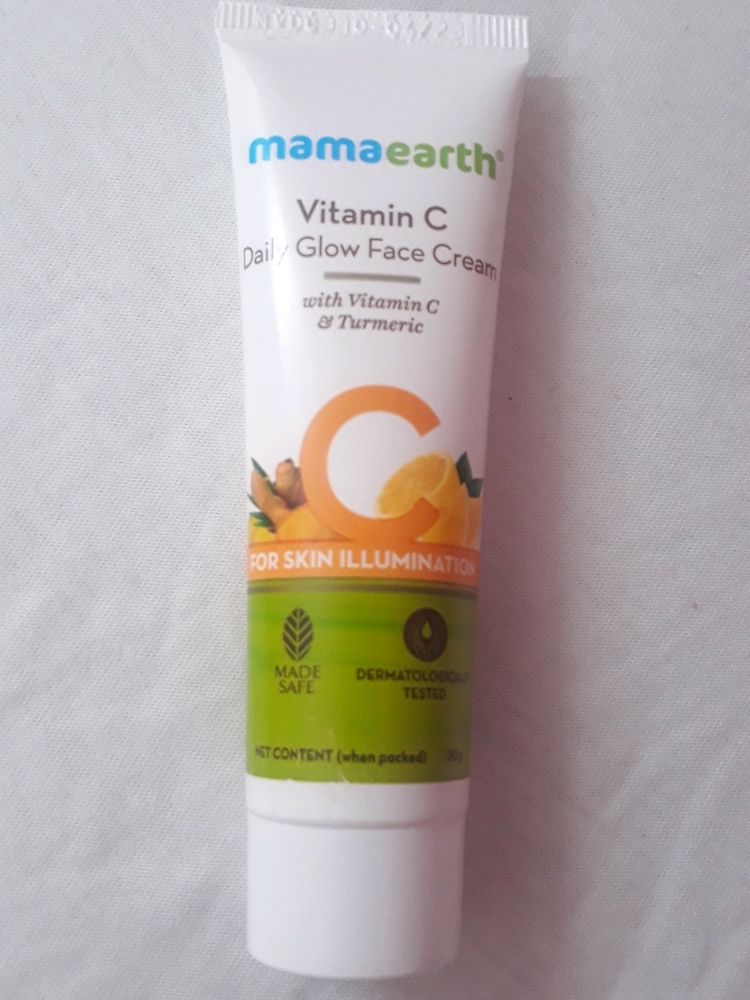 mamaearth®
Vitamin C
Daily Glow Face Cream
with Vitamin C
& Turmeric
C
FOR SKIN ILLUMINATION
MADE
SAFE
DERMATOLOGICALLY
TESTED
NET CONTENT (when packed)